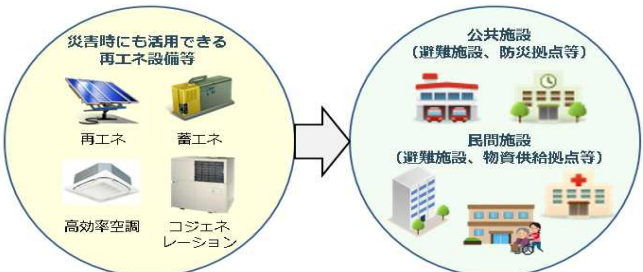 災害時にも活用できる
再エネ設備等
再エネ
蓄エネ
高効率空調
コジェネ
レーション
公共施設
（避難施設、防災拠点等）
民間施設
（避難施設、物資供給拠点等）